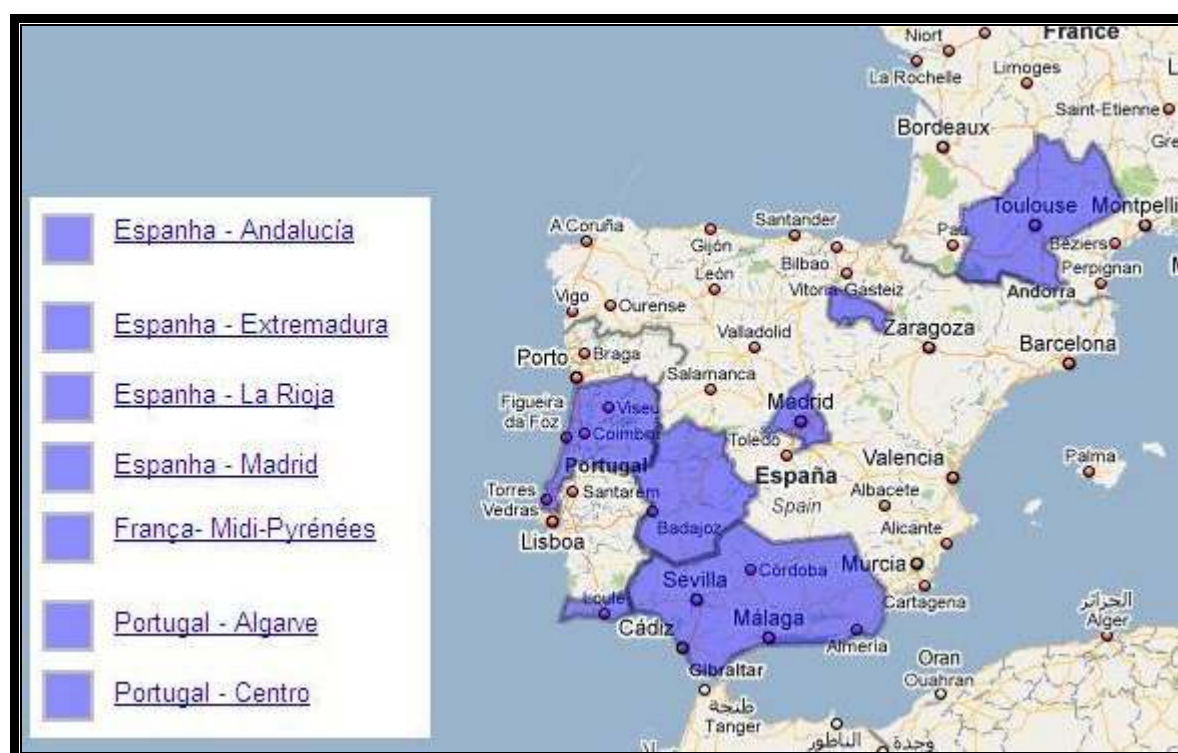 Espanha - Andalucía
Espanha - Extremadura
Espanha - La Rioja
Espanha - Madrid
França- Midi-Pyrénées
Portugal - Algarve
Portugal - Centro
France
Niort
La Rochelle
Limoges
Saint-Etienne
Bordeaux
Toulouse
Montpelli
Pau
Béziers
Perpignan
Andorra
A Coruña
Gijón
Santander
Bilbao
Vitoria-Gasteiz
León
Vigo
Ourense
Valladolid
Zaragoza
Barcelona
Porto
Braga
Salamanca
Figueira
da Foz
Viseu
Coimbra
Madrid
Toledo
Portugal
España
Spain
Valencia
Palma
Torres
Vedras
Santarém
Lisboa
Badajoz
Albacete
Alicante
Murcia
Cartagena
Córdoba
Sevilla
Loulé
Cádiz
Málaga
Almería
Gibraltar
الجزائر
Alger
Oran
Ouahran
طنجة
Tanger
الناظور
وجدة